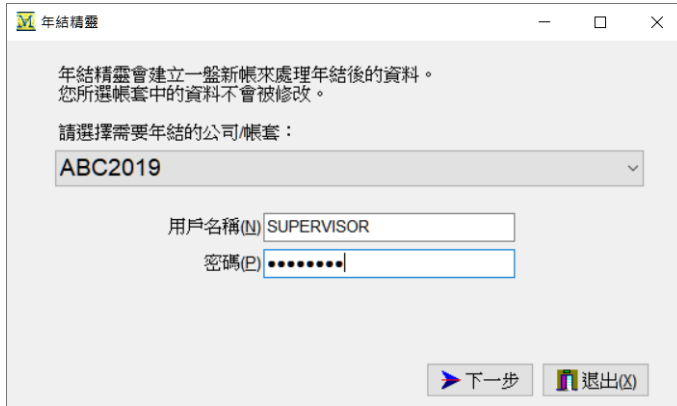 年結精靈
年結精靈會建立一盤新帳來處理年結後的資料。
您所選帳套中的資料不會被修改。
請選擇需要年結的公司/帳套：
ABC2019
用戶名稱(N) SUPERVISOR
密碼(P) ●●●●●●●●
下一步 退出(X)